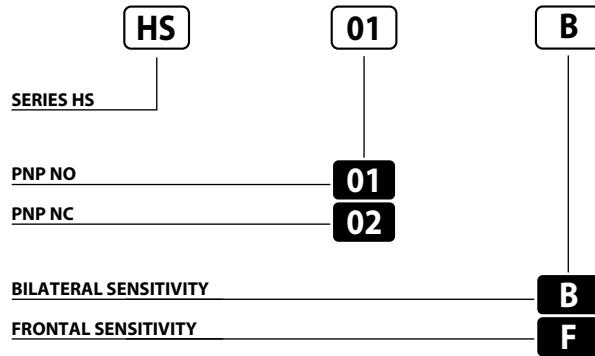 HS 01 B
SERIES HS
PNP NO 01
PNP NC 02
BILATERAL SENSITIVITY B
FRONTAL SENSITIVITY F